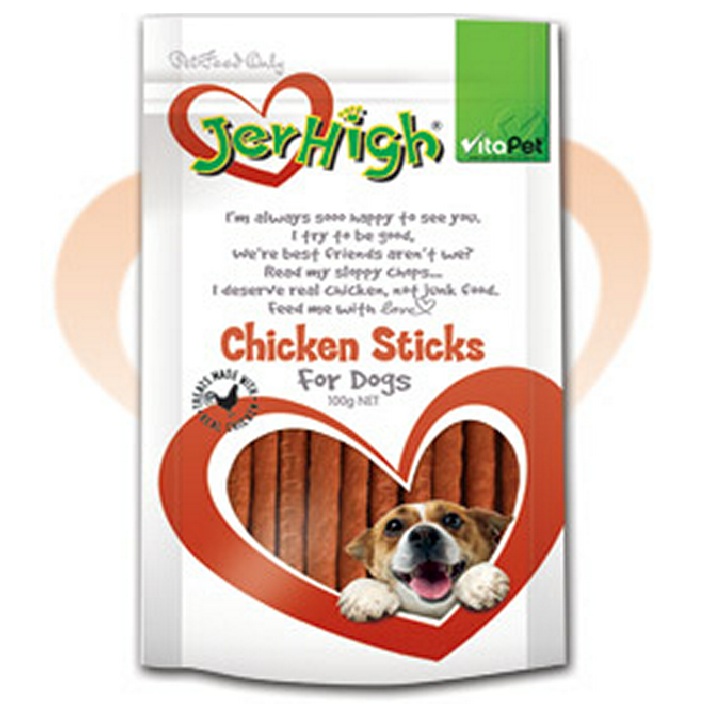 Pet Food Only
JerHigh®
VitaPet
I'm always sooo happy to see you.
I try to be good,
We're best friends aren't we?
Read my sloppy chops...
I deserve real chicken, not junk food.
Feed me with love
Chicken Sticks
For Dogs
100g NET
TREATS MADE WITH
REAL CHICKEN